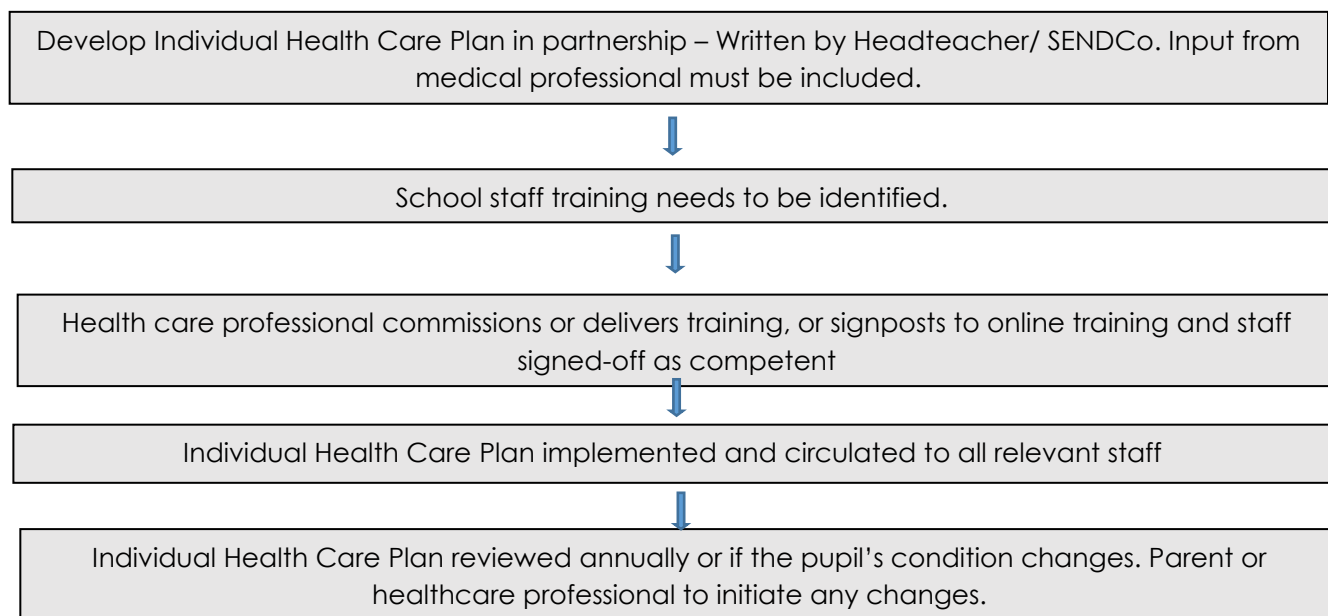 Develop Individual Health Care Plan in partnership – Written by Headteacher/ SENDCo. Input from
medical professional must be included.
School staff training needs to be identified.
Health care professional commissions or delivers training, or signposts to online training and staff
signed-off as competent
Individual Health Care Plan implemented and circulated to all relevant staff
Individual Health Care Plan reviewed annually or if the pupil’s condition changes. Parent or
healthcare professional to initiate any changes.